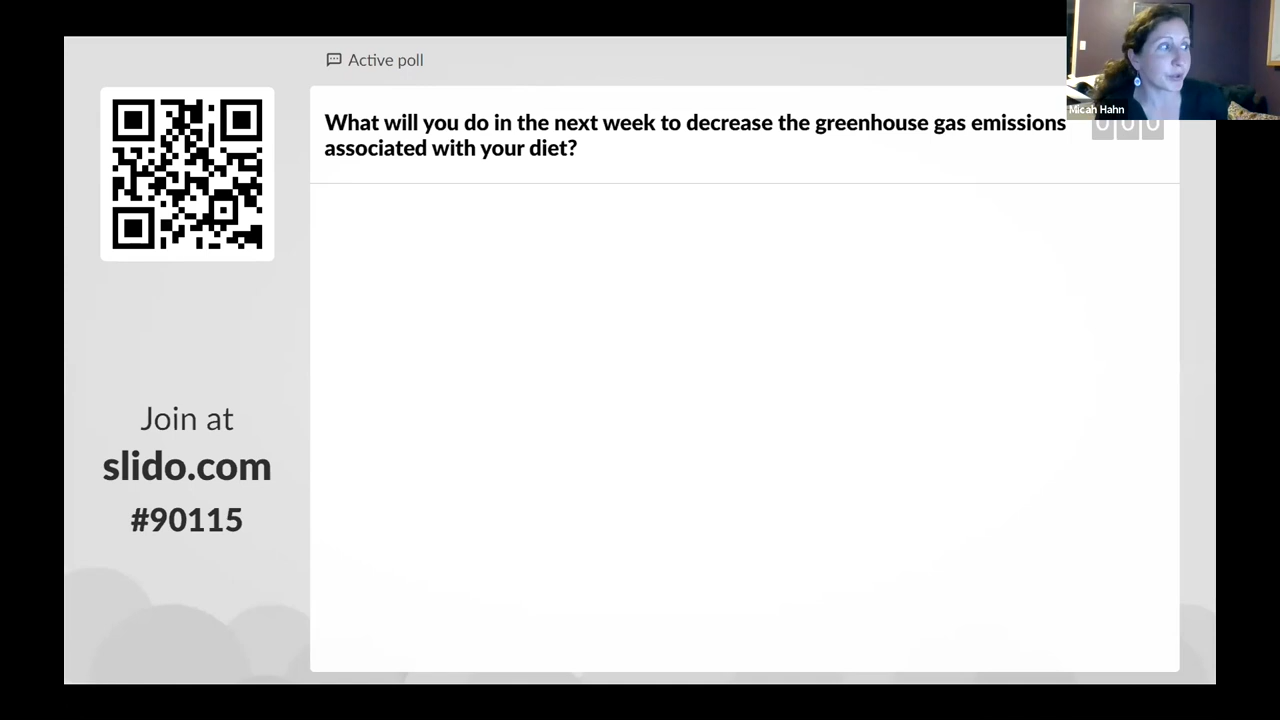 Active poll
Micah Hahn
What will you do in the next week to decrease the greenhouse gas emissions
associated with your diet?
000
Join at
slido.com
#90115